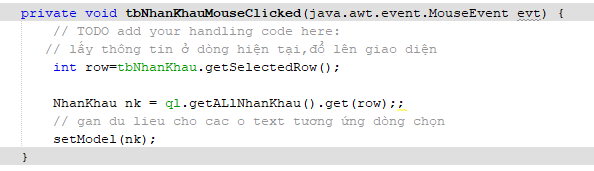 private void tbNhanKhauMouseClicked(java.awt.event.MouseEvent evt) {
// TODO add your handling code here:
// lấy thông tin ở dòng hiện tại,đổ lên giao diện
int row=tbNhanKhau.getSelectedRow();
NhanKhau nk = ql.getALlNhanKhau().get(row);;
// gan du lieu cho cac o text tương ứng dòng chọn
setModel(nk);
}